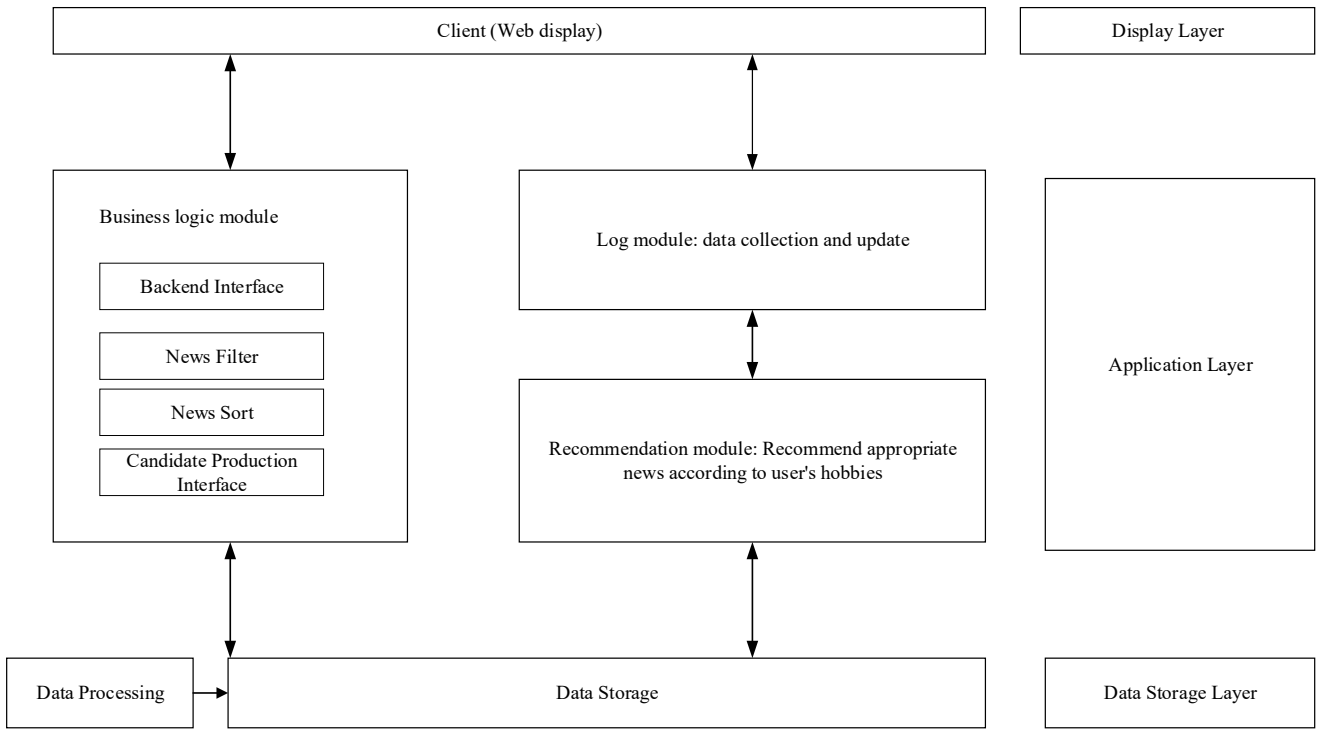 Client (Web display)
Display Layer
Business logic module
Backend Interface
News Filter
News Sort
Candidate Production
Interface
Log module: data collection and update
Recommendation module: Recommend appropriate
news according to user's hobbies
Application Layer
Data Processing
Data Storage
Data Storage Layer